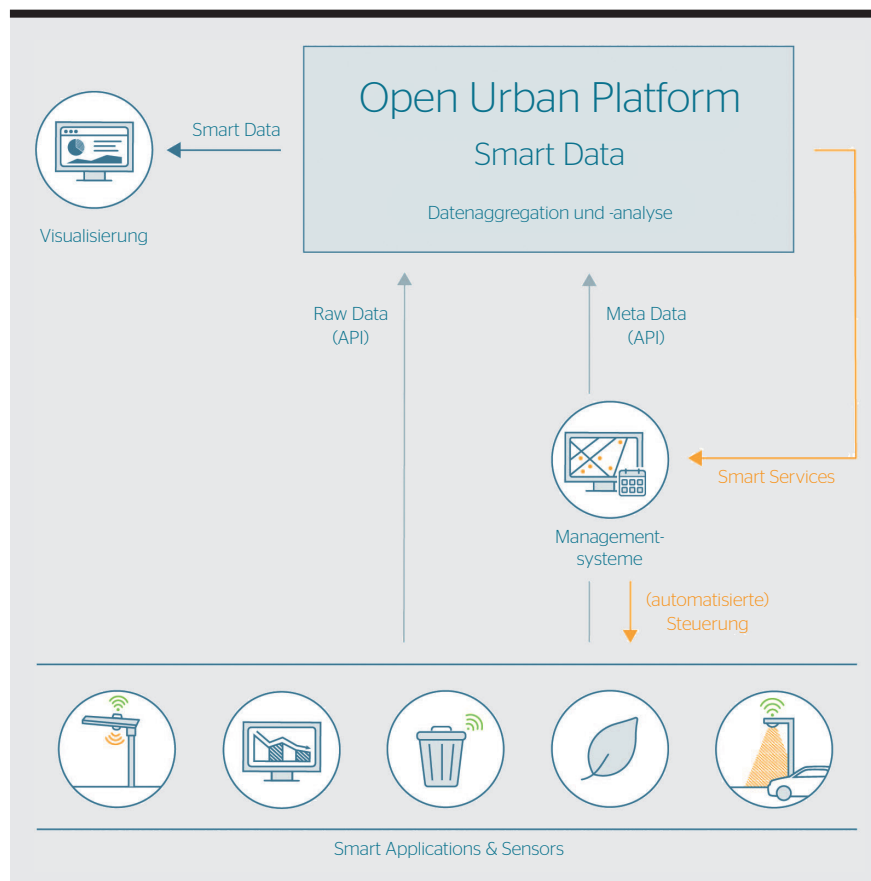 Open Urban Platform
Smart Data
Smart Data
Datenaggregation und -analyse
Visualisierung
Raw Data
(API)
Meta Data
(API)
Smart Services
Management-
systeme
(automatisierte)
Steuerung
Smart Applications & Sensors